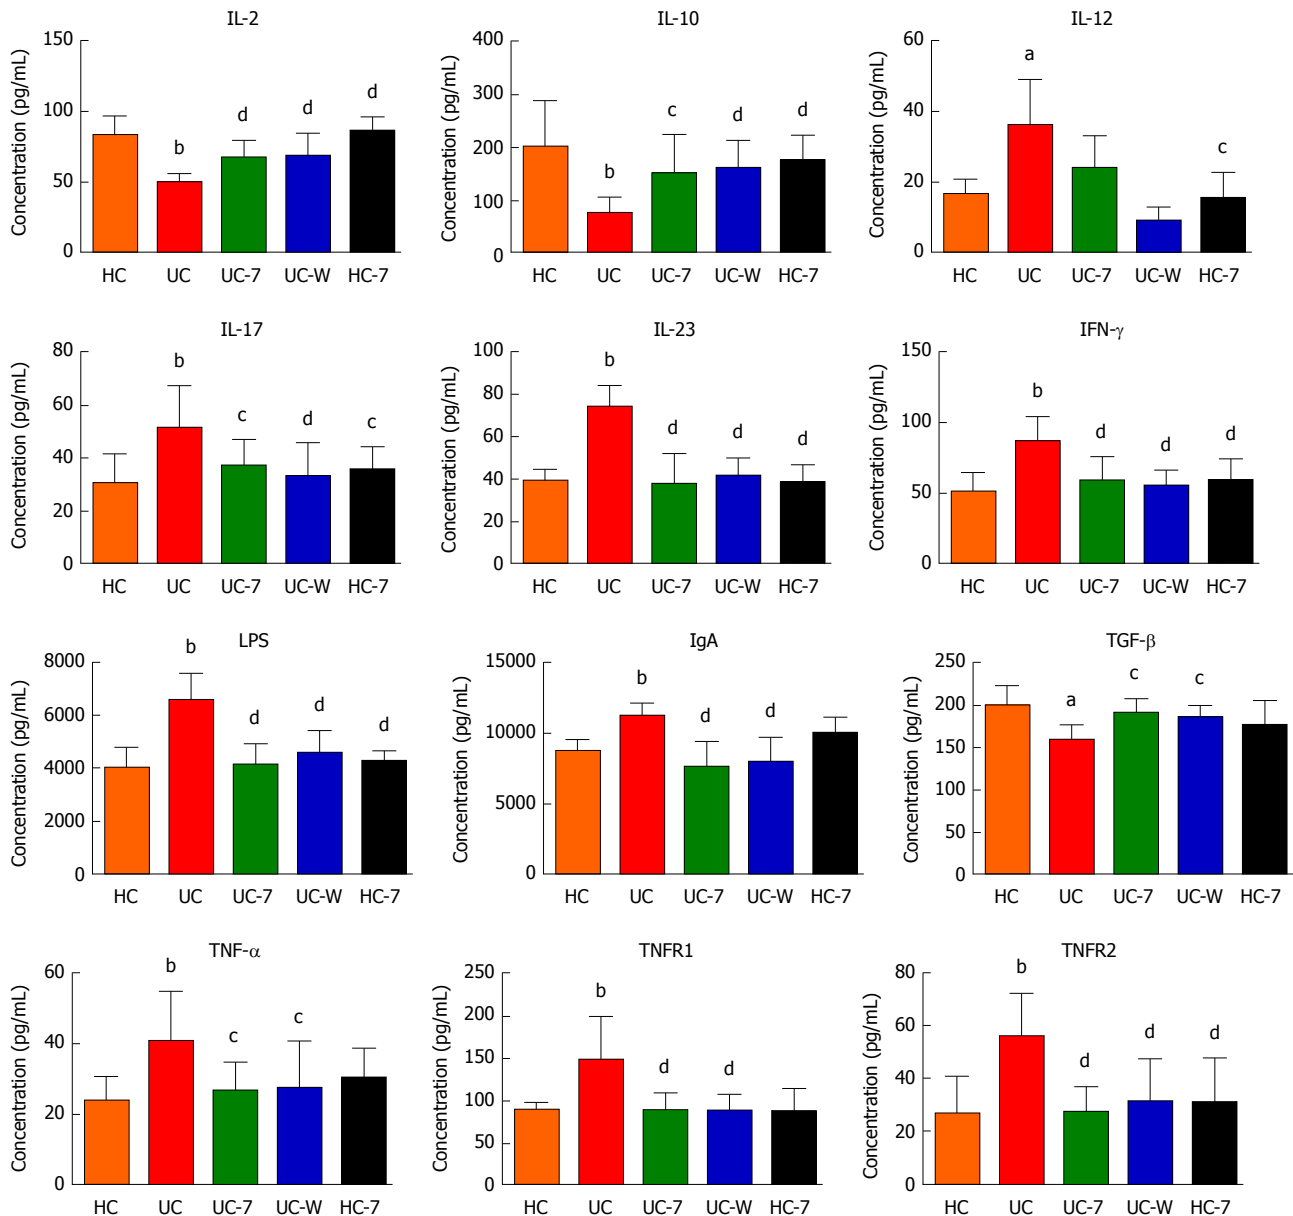 IL-2
Concentration (pg/mL)
150
100
50
0
b
d
d
d
HC UC UC-7 UC-W HC-7
IL-10
Concentration (pg/mL)
400
300
200
100
0
b
c
d
d
HC UC UC-7 UC-W HC-7
IL-12
Concentration (pg/mL)
60
40
20
0
a
c
HC UC UC-7 UC-W HC-7
IL-17
Concentration (pg/mL)
80
60
40
20
0
b
c
d
c
HC UC UC-7 UC-W HC-7
IL-23
Concentration (pg/mL)
100
80
60
40
20
0
b
d
d
d
HC UC UC-7 UC-W HC-7
IFN-γ
Concentration (pg/mL)
150
100
50
0
b
d
d
d
HC UC UC-7 UC-W HC-7
LPS
Concentration (pg/mL)
8000
6000
4000
2000
0
b
d
d
d
HC UC UC-7 UC-W HC-7
IgA
Concentration (pg/mL)
15000
10000
5000
0
b
d
d
HC UC UC-7 UC-W HC-7
TGF-β
Concentration (pg/mL)
250
200
150
100
50
0
a
c
c
HC UC UC-7 UC-W HC-7
TNF-α
Concentration (pg/mL)
60
40
20
0
b
c
c
HC UC UC-7 UC-W HC-7
TNFR1
Concentration (pg/mL)
250
200
150
100
50
0
b
d
d
HC UC UC-7 UC-W HC-7
TNFR2
Concentration (pg/mL)
80
60
40
20
0
b
d
d
d
HC UC UC-7 UC-W HC-7